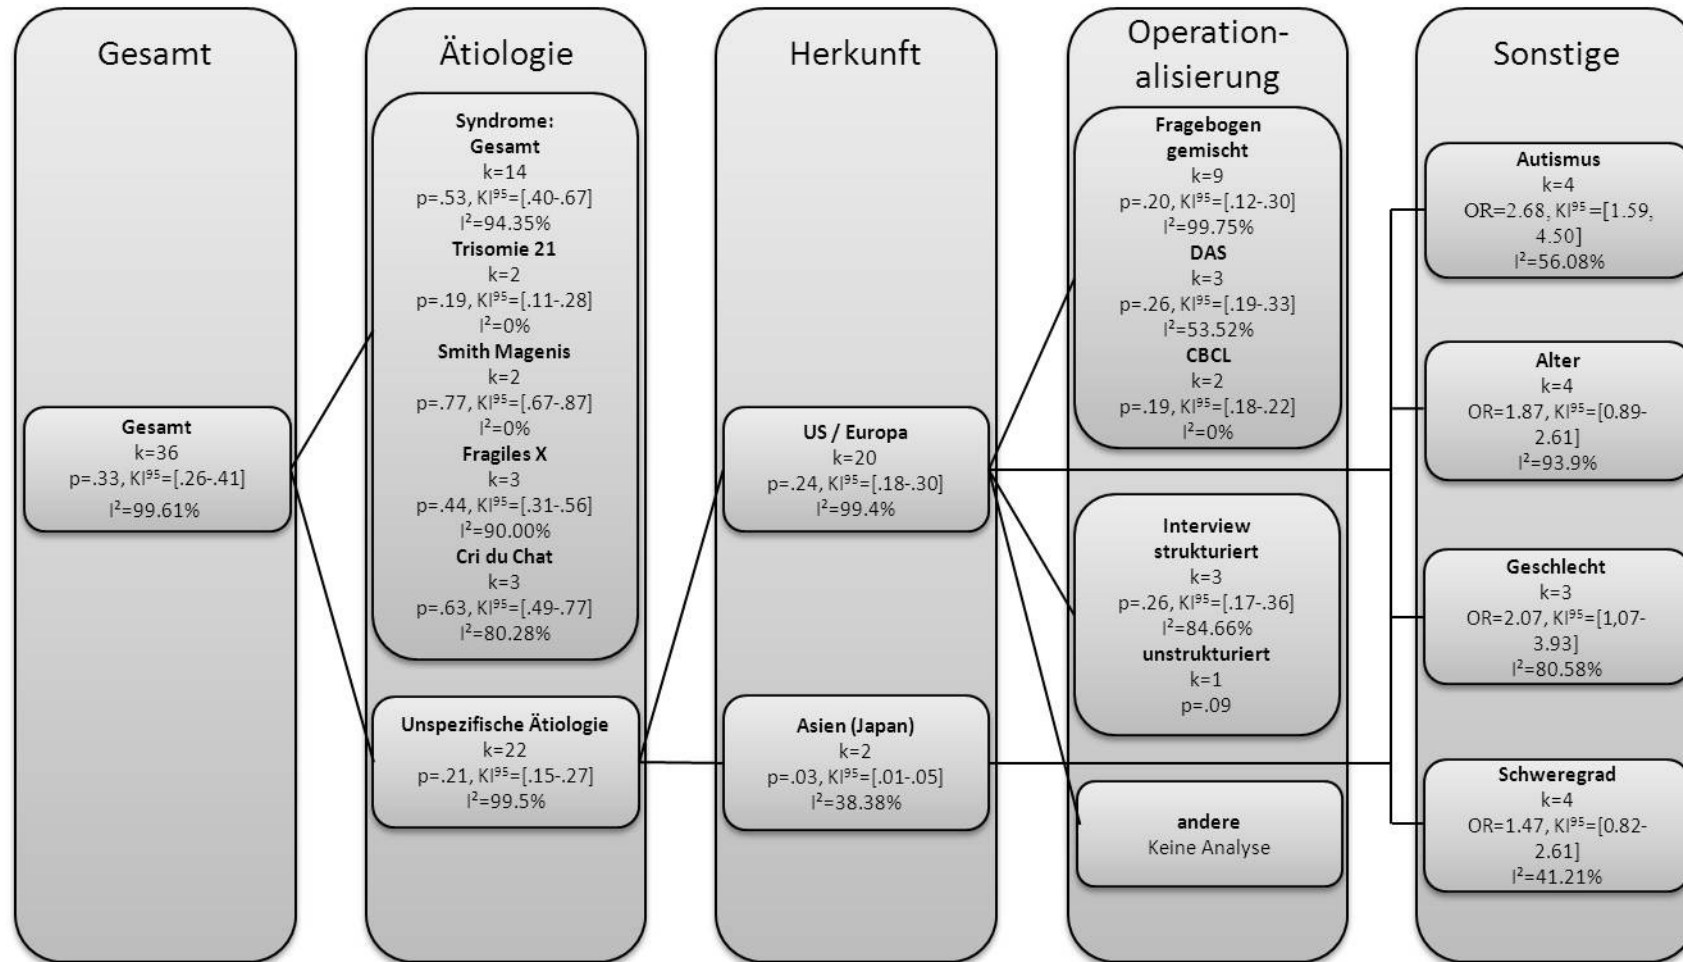 Gesamt
Gesamt
k=36
p=.33, KI⁹⁵=[.26-.41]
I²=99.61%
Ätiologie
Syndrome:
Gesamt
k=14
p=.53, KI⁹⁵=[.40-.67]
I²=94.35%
Trisomie 21
k=2
p=.19, KI⁹⁵=[.11-.28]
I²=0%
Smith Magenis
k=2
p=.77, KI⁹⁵=[.67-.87]
I²=0%
Fragiles X
k=3
p=.44, KI⁹⁵=[.31-.56]
I²=90.00%
Cri du Chat
k=3
p=.63, KI⁹⁵=[.49-.77]
I²=80.28%
Unspezifische Ätiologie
k=22
p=.21, KI⁹⁵=[.15-.27]
I²=99.5%
Herkunft
US / Europa
k=20
p=.24, KI⁹⁵=[.18-.30]
I²=99.4%
Asien (Japan)
k=2
p=.03, KI⁹⁵=[.01-.05]
I²=38.38%
Operation-
alisierung
Fragebogen
gemischt
k=9
p=.20, KI⁹⁵=[.12-.30]
I²=99.75%
DAS
k=3
p=.26, KI⁹⁵=[.19-.33]
I²=53.52%
CBCL
k=2
p=.19, KI⁹⁵=[.18-.22]
I²=0%
Interview
strukturiert
k=3
p=.26, KI⁹⁵=[.17-.36]
I²=84.66%
unstrukturiert
k=1
p=.09
andere
Keine Analyse
Sonstige
Autismus
k=4
OR=2.68, KI⁹⁵=[1.59,
4.50]
I²=56.08%
Alter
k=4
OR=1.87, KI⁹⁵=[0.89-
2.61]
I²=93.9%
Geschlecht
k=3
OR=2.07, KI⁹⁵=[1,07-
3.93]
I²=80.58%
Schweregrad
k=4
OR=1.47, KI⁹⁵=[0.82-
2.61]
I²=41.21%